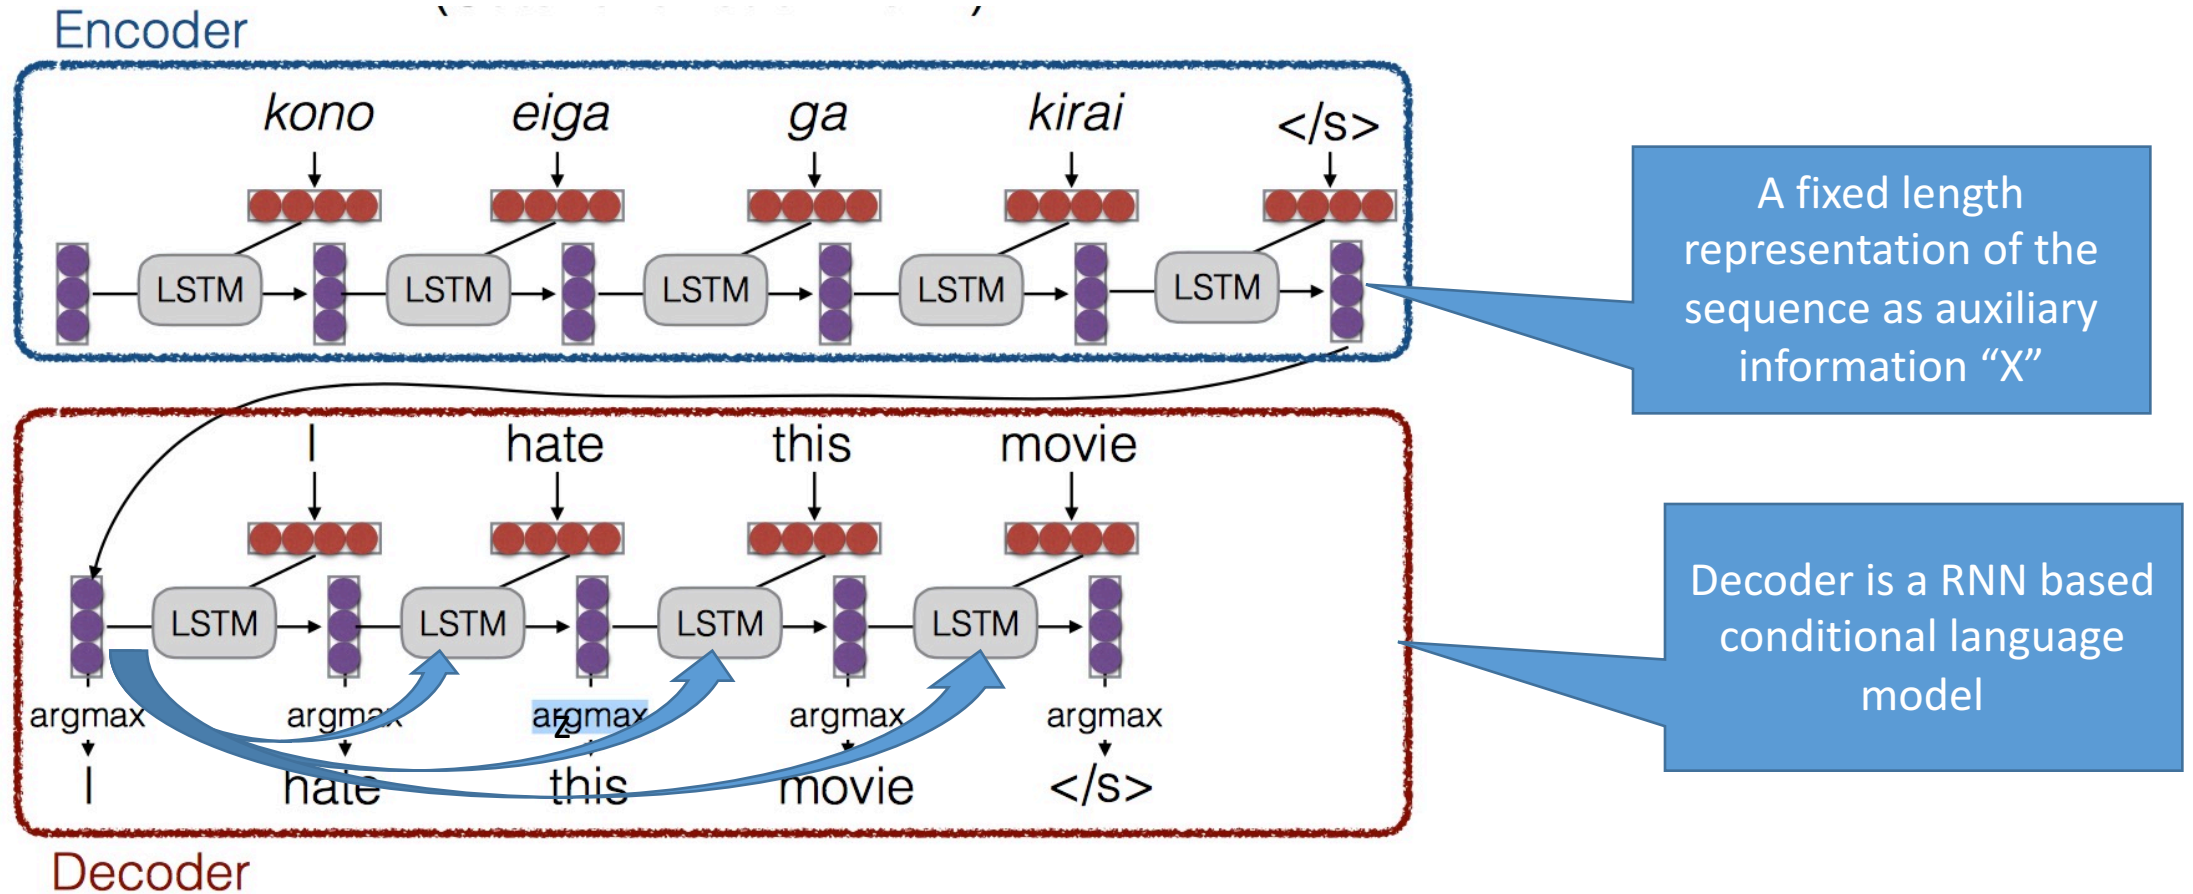 Encoder
kono eiga ga kirai </s>
LSTM LSTM LSTM LSTM LSTM
A fixed length
representation of the
sequence as auxiliary
information “X”
I hate this movie
LSTM LSTM LSTM LSTM
Decoder is a RNN based
conditional language
model
argmax argmax argmax argmax argmax
z
I hate this movie </s>
Decoder